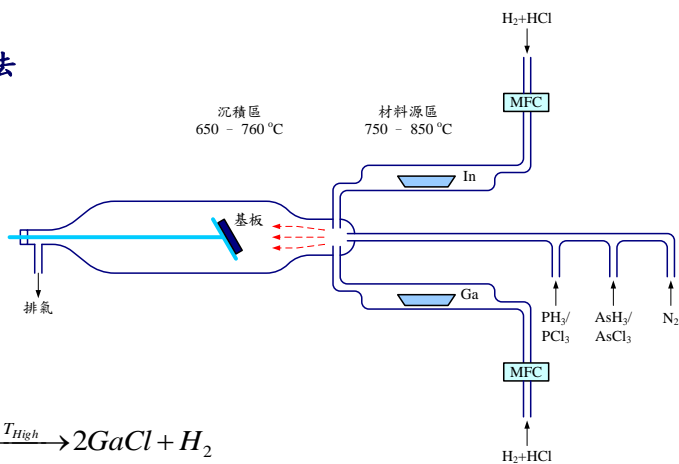 法
H₂+HCl
MFC
沉積區
650 – 760 °C
材料源區
750 – 850 °C
In
基板
Ga
排氣
PH₃/
PCl₃
AsH₃/
AsCl₃
N₂
MFC
T_High → 2GaCl + H₂
H₂+HCl